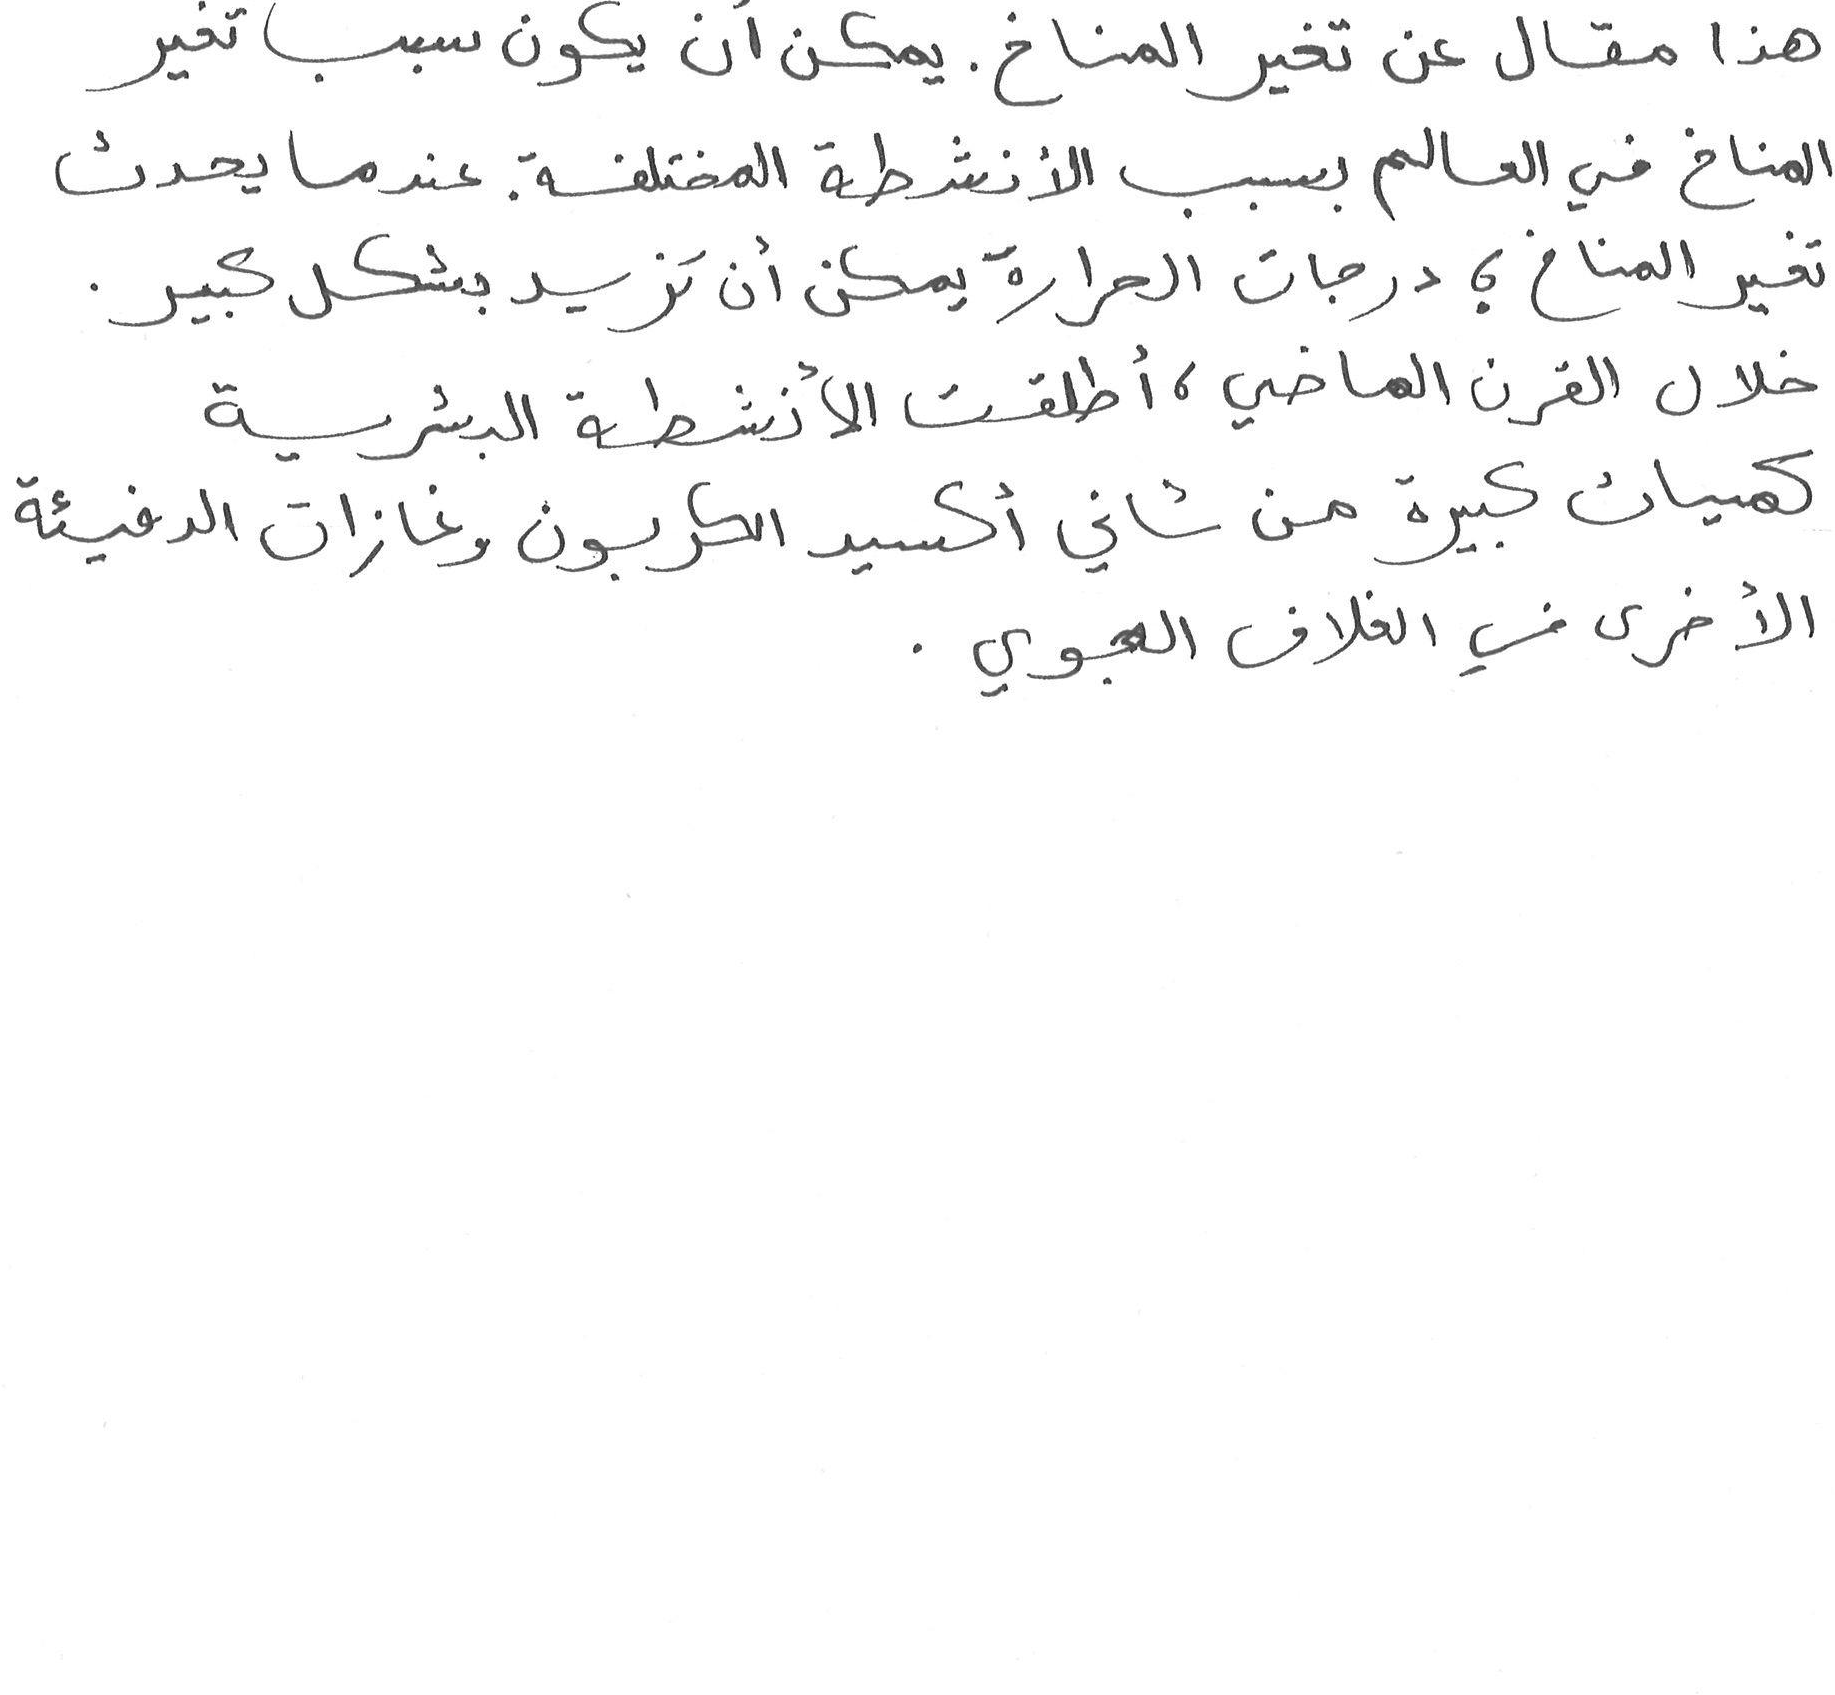 هذا مقال عن تغير المناخ. يمكن أن يكون سبب تغير
المناخ في العالم بسبب الأنشطة المختلفة. عندما يحدث
تغير المناخ ، درجات الحرارة يمكن أن تزيد بشكل كبير.
خلال القرن الماضي ، أطلقت الأنشطة البشرية
كميات كبيرة من ثاني أكسيد الكربون وغازات الدفيئة
الأخرى في الغلاف الجوي.